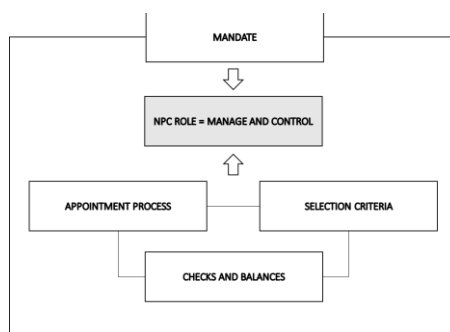 MANDATE
NPC ROLE = MANAGE AND CONTROL
APPOINTMENT PROCESS
SELECTION CRITERIA
CHECKS AND BALANCES